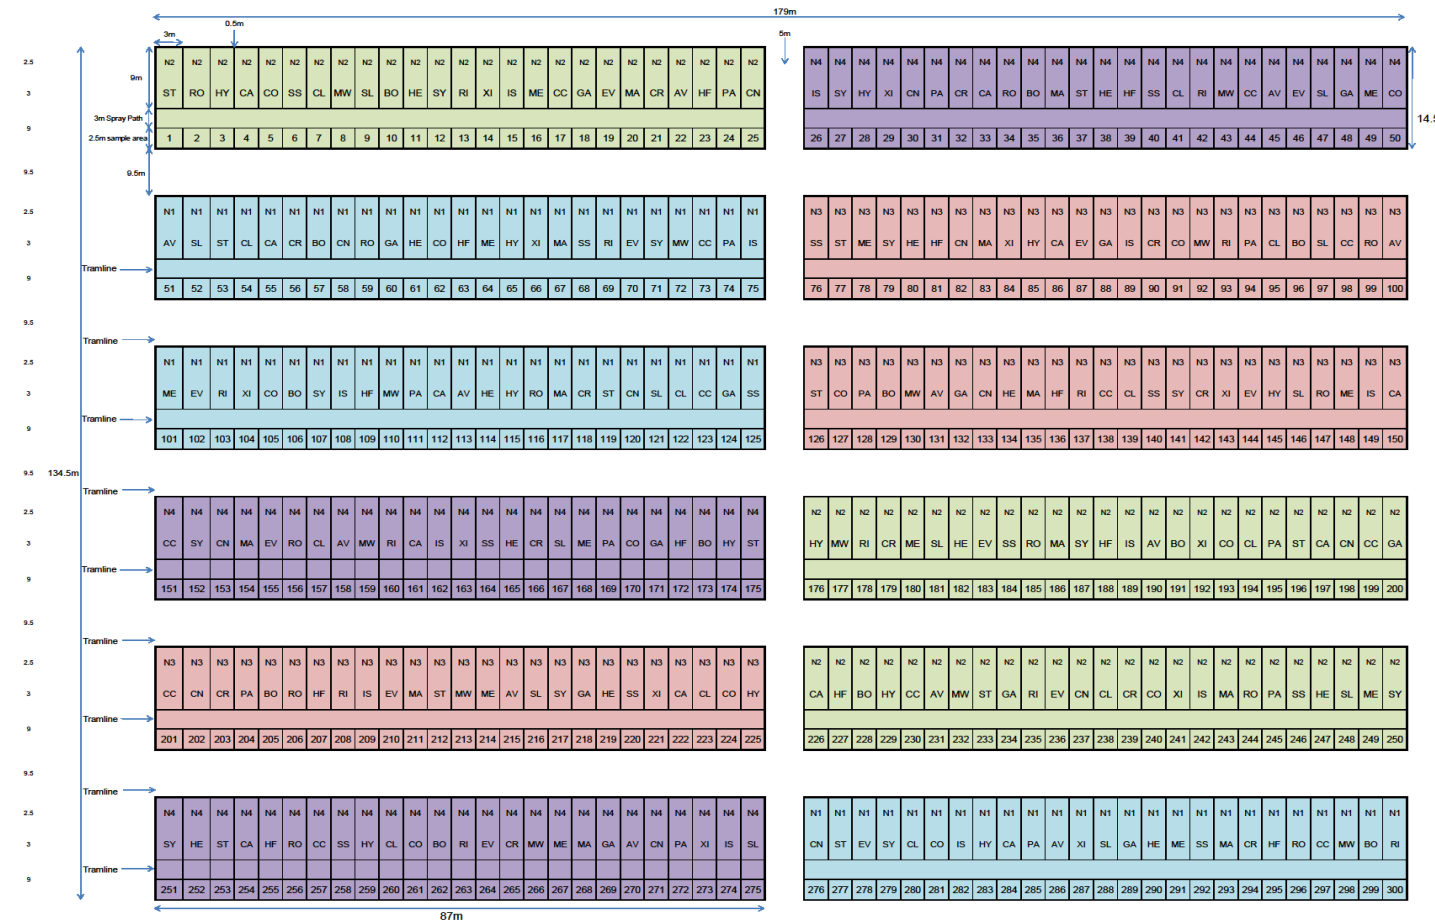 179m
0.5m
3m 5m
2.5 N2 N2 N2 N2 N2 N2 N2 N2 N2 N2 N2 N2 N2 N2 N2 N2 N2 N2 N2 N2 N2 N2 N2 N2 N2 N4 N4 N4 N4 N4 N4 N4 N4 N4 N4 N4 N4 N4 N4 N4 N4 N4 N4 N4 N4 N4 N4 N4 N4 N4
9m
3 ST RO HY CA CO SS CL MW SL BO HE SY RI XI IS ME CC GA EV MA CR AV HF PA CN IS SY HY XI CN PA CR CA RO BO MA ST HE HF SS CL RI MW CC AV EV SL GA ME CO
3m Spray Path 14.5
9 2.5m sample area 1 2 3 4 5 6 7 8 9 10 11 12 13 14 15 16 17 18 19 20 21 22 23 24 25 26 27 28 29 30 31 32 33 34 35 36 37 38 39 40 41 42 43 44 45 46 47 48 49 50
9.5 9.5m
2.5 N1 N1 N1 N1 N1 N1 N1 N1 N1 N1 N1 N1 N1 N1 N1 N1 N1 N1 N1 N1 N1 N1 N1 N1 N1 N3 N3 N3 N3 N3 N3 N3 N3 N3 N3 N3 N3 N3 N3 N3 N3 N3 N3 N3 N3 N3 N3 N3 N3 N3
3 AV SL ST CL CA CR BO CN RO GA HE CO HF ME HY XI MA SS RI EV SY MW CC PA IS SS ST ME SY HE HF CN MA XI HY CA EV GA IS CR CO MW RI PA CL BO SL CC RO AV
Tramline
9 51 52 53 54 55 56 57 58 59 60 61 62 63 64 65 66 67 68 69 70 71 72 73 74 75 76 77 78 79 80 81 82 83 84 85 86 87 88 89 90 91 92 93 94 95 96 97 98 99 100
9.5
Tramline
2.5 N1 N1 N1 N1 N1 N1 N1 N1 N1 N1 N1 N1 N1 N1 N1 N1 N1 N1 N1 N1 N1 N1 N1 N1 N1 N3 N3 N3 N3 N3 N3 N3 N3 N3 N3 N3 N3 N3 N3 N3 N3 N3 N3 N3 N3 N3 N3 N3 N3 N3
3 ME EV RI XI CO BO SY IS HF MW PA CA AV HE HY RO MA CR ST CN SL CL CC GA SS ST CO PA BO MW AV GA CN HE MA HF RI CC CL SS SY CR XI EV HY SL RO ME IS CA
Tramline
9 101 102 103 104 105 106 107 108 109 110 111 112 113 114 115 116 117 118 119 120 121 122 123 124 125 126 127 128 129 130 131 132 133 134 135 136 137 138 139 140 141 142 143 144 145 146 147 148 149 150
9.5 134.5m
Tramline
2.5 N4 N4 N4 N4 N4 N4 N4 N4 N4 N4 N4 N4 N4 N4 N4 N4 N4 N4 N4 N4 N4 N4 N4 N4 N4 N2 N2 N2 N2 N2 N2 N2 N2 N2 N2 N2 N2 N2 N2 N2 N2 N2 N2 N2 N2 N2 N2 N2 N2 N2
3 CC SY CN MA EV RO CL AV MW RI CA IS XI SS HE CR SL ME PA CO GA HF BO HY ST HY MW RI CR ME SL HE EV SS RO MA SY HF IS AV BO XI CO CL PA ST CA CN CC GA
Tramline
9 151 152 153 154 155 156 157 158 159 160 161 162 163 164 165 166 167 168 169 170 171 172 173 174 175 176 177 178 179 180 181 182 183 184 185 186 187 188 189 190 191 192 193 194 195 196 197 198 199 200
9.5
Tramline
2.5 N3 N3 N3 N3 N3 N3 N3 N3 N3 N3 N3 N3 N3 N3 N3 N3 N3 N3 N3 N3 N3 N3 N3 N3 N3 N2 N2 N2 N2 N2 N2 N2 N2 N2 N2 N2 N2 N2 N2 N2 N2 N2 N2 N2 N2 N2 N2 N2 N2 N2
3 CC CN CR PA BO RO HF RI IS EV MA ST MW ME AV SL SY GA HE SS XI CA CL CO HY CA HF BO HY CC AV MW ST GA RI EV CN CL CR CO XI IS MA RO PA SS HE SL ME SY
Tramline
9 201 202 203 204 205 206 207 208 209 210 211 212 213 214 215 216 217 218 219 220 221 222 223 224 225 226 227 228 229 230 231 232 233 234 235 236 237 238 239 240 241 242 243 244 245 246 247 248 249 250
9.5
Tramline
2.5 N4 N4 N4 N4 N4 N4 N4 N4 N4 N4 N4 N4 N4 N4 N4 N4 N4 N4 N4 N4 N4 N4 N4 N4 N4 N1 N1 N1 N1 N1 N1 N1 N1 N1 N1 N1 N1 N1 N1 N1 N1 N1 N1 N1 N1 N1 N1 N1 N1 N1
3 SY HE ST CA HF RO CC SS HY CL CO BO RI EV CR MW ME MA GA AV CN PA XI IS SL CN ST EV SY CL CO IS HY CA PA AV XI SL GA HE ME SS MA CR HF RO CC MW BO RI
Tramline
9 251 252 253 254 255 256 257 258 259 260 261 262 263 264 265 266 267 268 269 270 271 272 273 274 275 276 277 278 279 280 281 282 283 284 285 286 287 288 289 290 291 292 293 294 295 296 297 298 299 300
87m